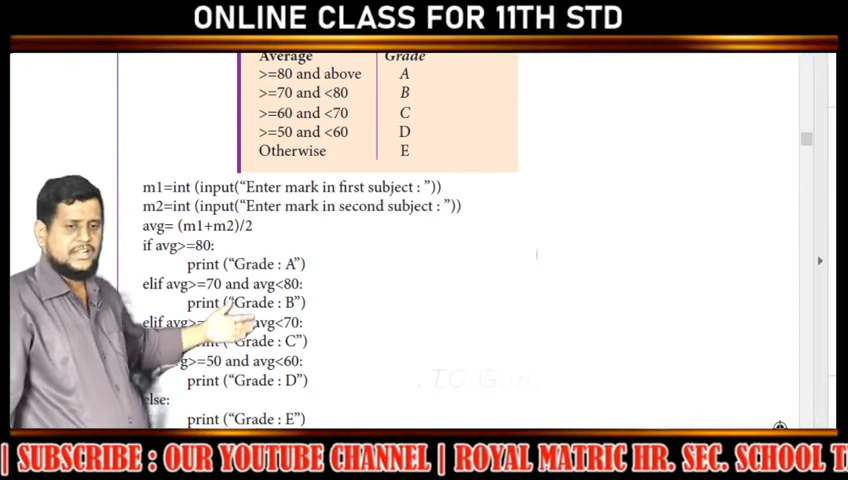 ONLINE CLASS FOR 11TH STD
Average Grade
>=80 and above A
>=70 and <80 B
>=60 and <70 C
>=50 and <60 D
Otherwise E
m1=int (input(“Enter mark in first subject : ”))
m2=int (input(“Enter mark in second subject : ”))
avg= (m1+m2)/2
if avg>=80:
print (“Grade : A”)
elif avg>=70 and avg<80:
print (“Grade : B”)
elif avg>= avg<70:
“Grade : C”)
>=50 and avg<60:
print (“Grade : D”)
else:
print (“Grade : E”)
| SUBSCRIBE : OUR YOUTUBE CHANNEL | ROYAL MATRIC HR. SEC. SCHOOL